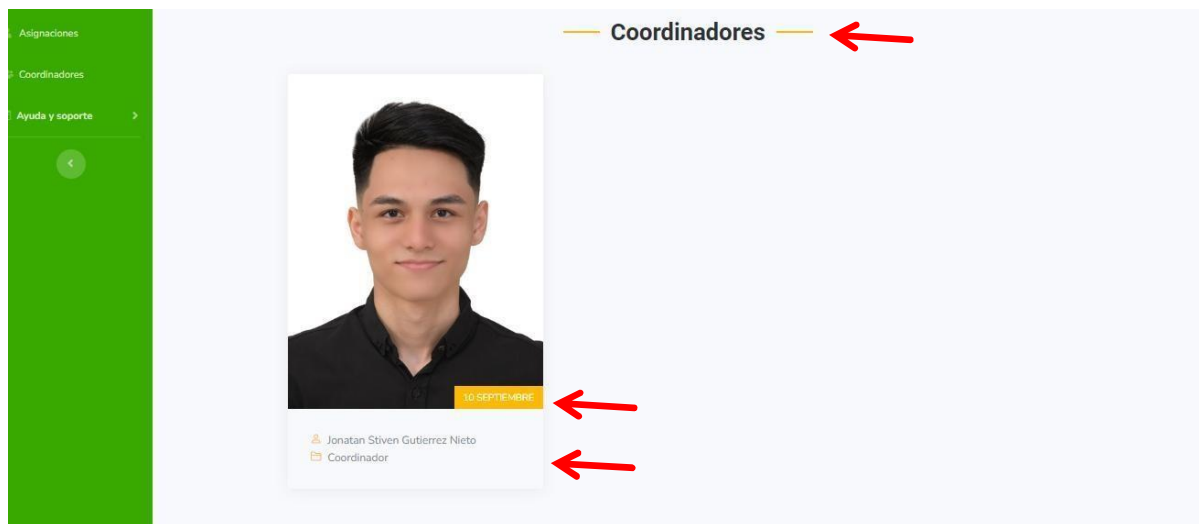 Asignaciones
Coordinadores
Ayuda y soporte
Coordinadores
10 SEPTIEMBRE
Jonatan Stiven Gutierrez Nieto
Coordinador